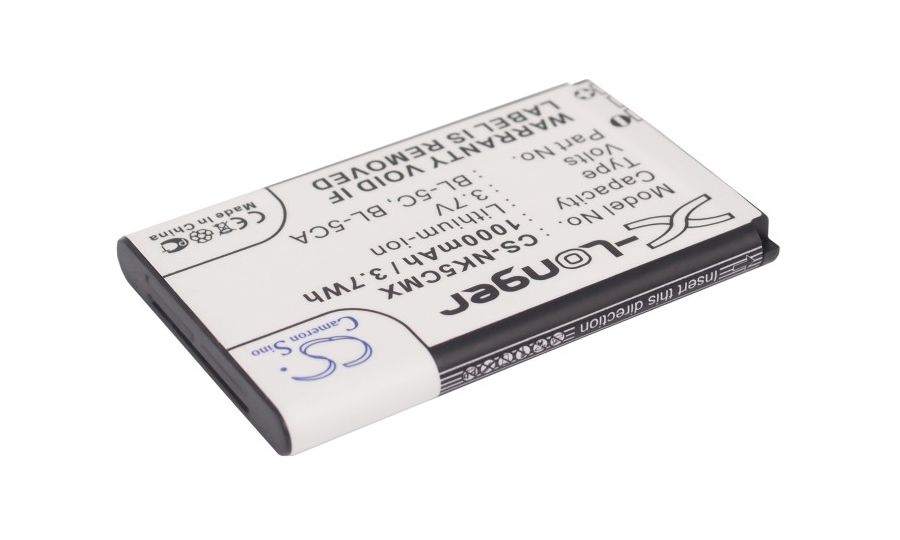 X-Longer
Model No. : CS-NK5CMX
Capacity : 1000mAh / 3.7Wh
Type : Lithium-ion
Volts : 3.7V
Part No. : BL-5C, BL-5CA
WARRANTY VOID IF
LABEL IS REMOVED
Made in China
CS
Cameron Sino
Insert this direction